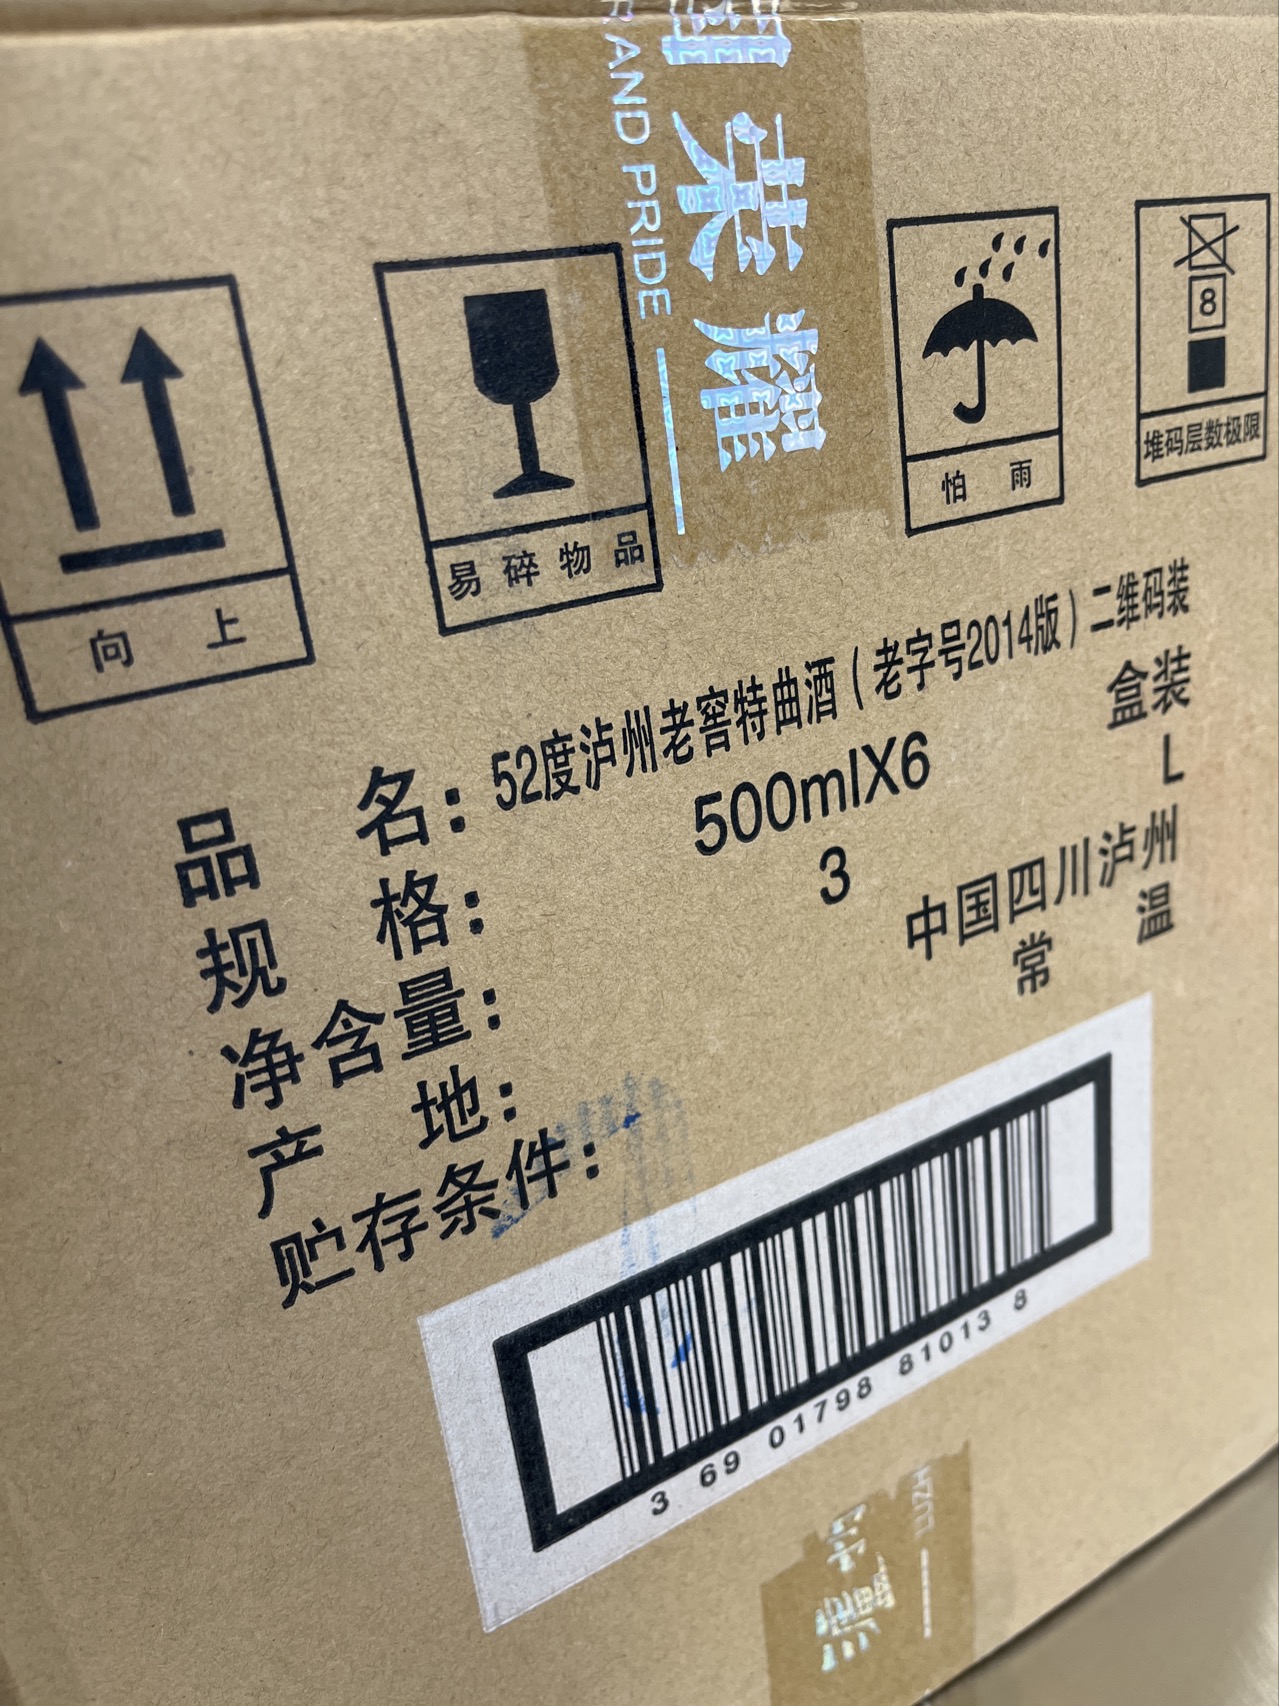 AND PRIDE
荣耀
8
向 上
易碎物品
怕 雨
堆码层数极限
品 名：52度泸州老窖特曲酒（老字号2014版）二维码装
规 格：500mlX6 盒装
净含量：3 L
产 地：中国四川泸州
贮存条件：常 温
3 69 01798 81013 8